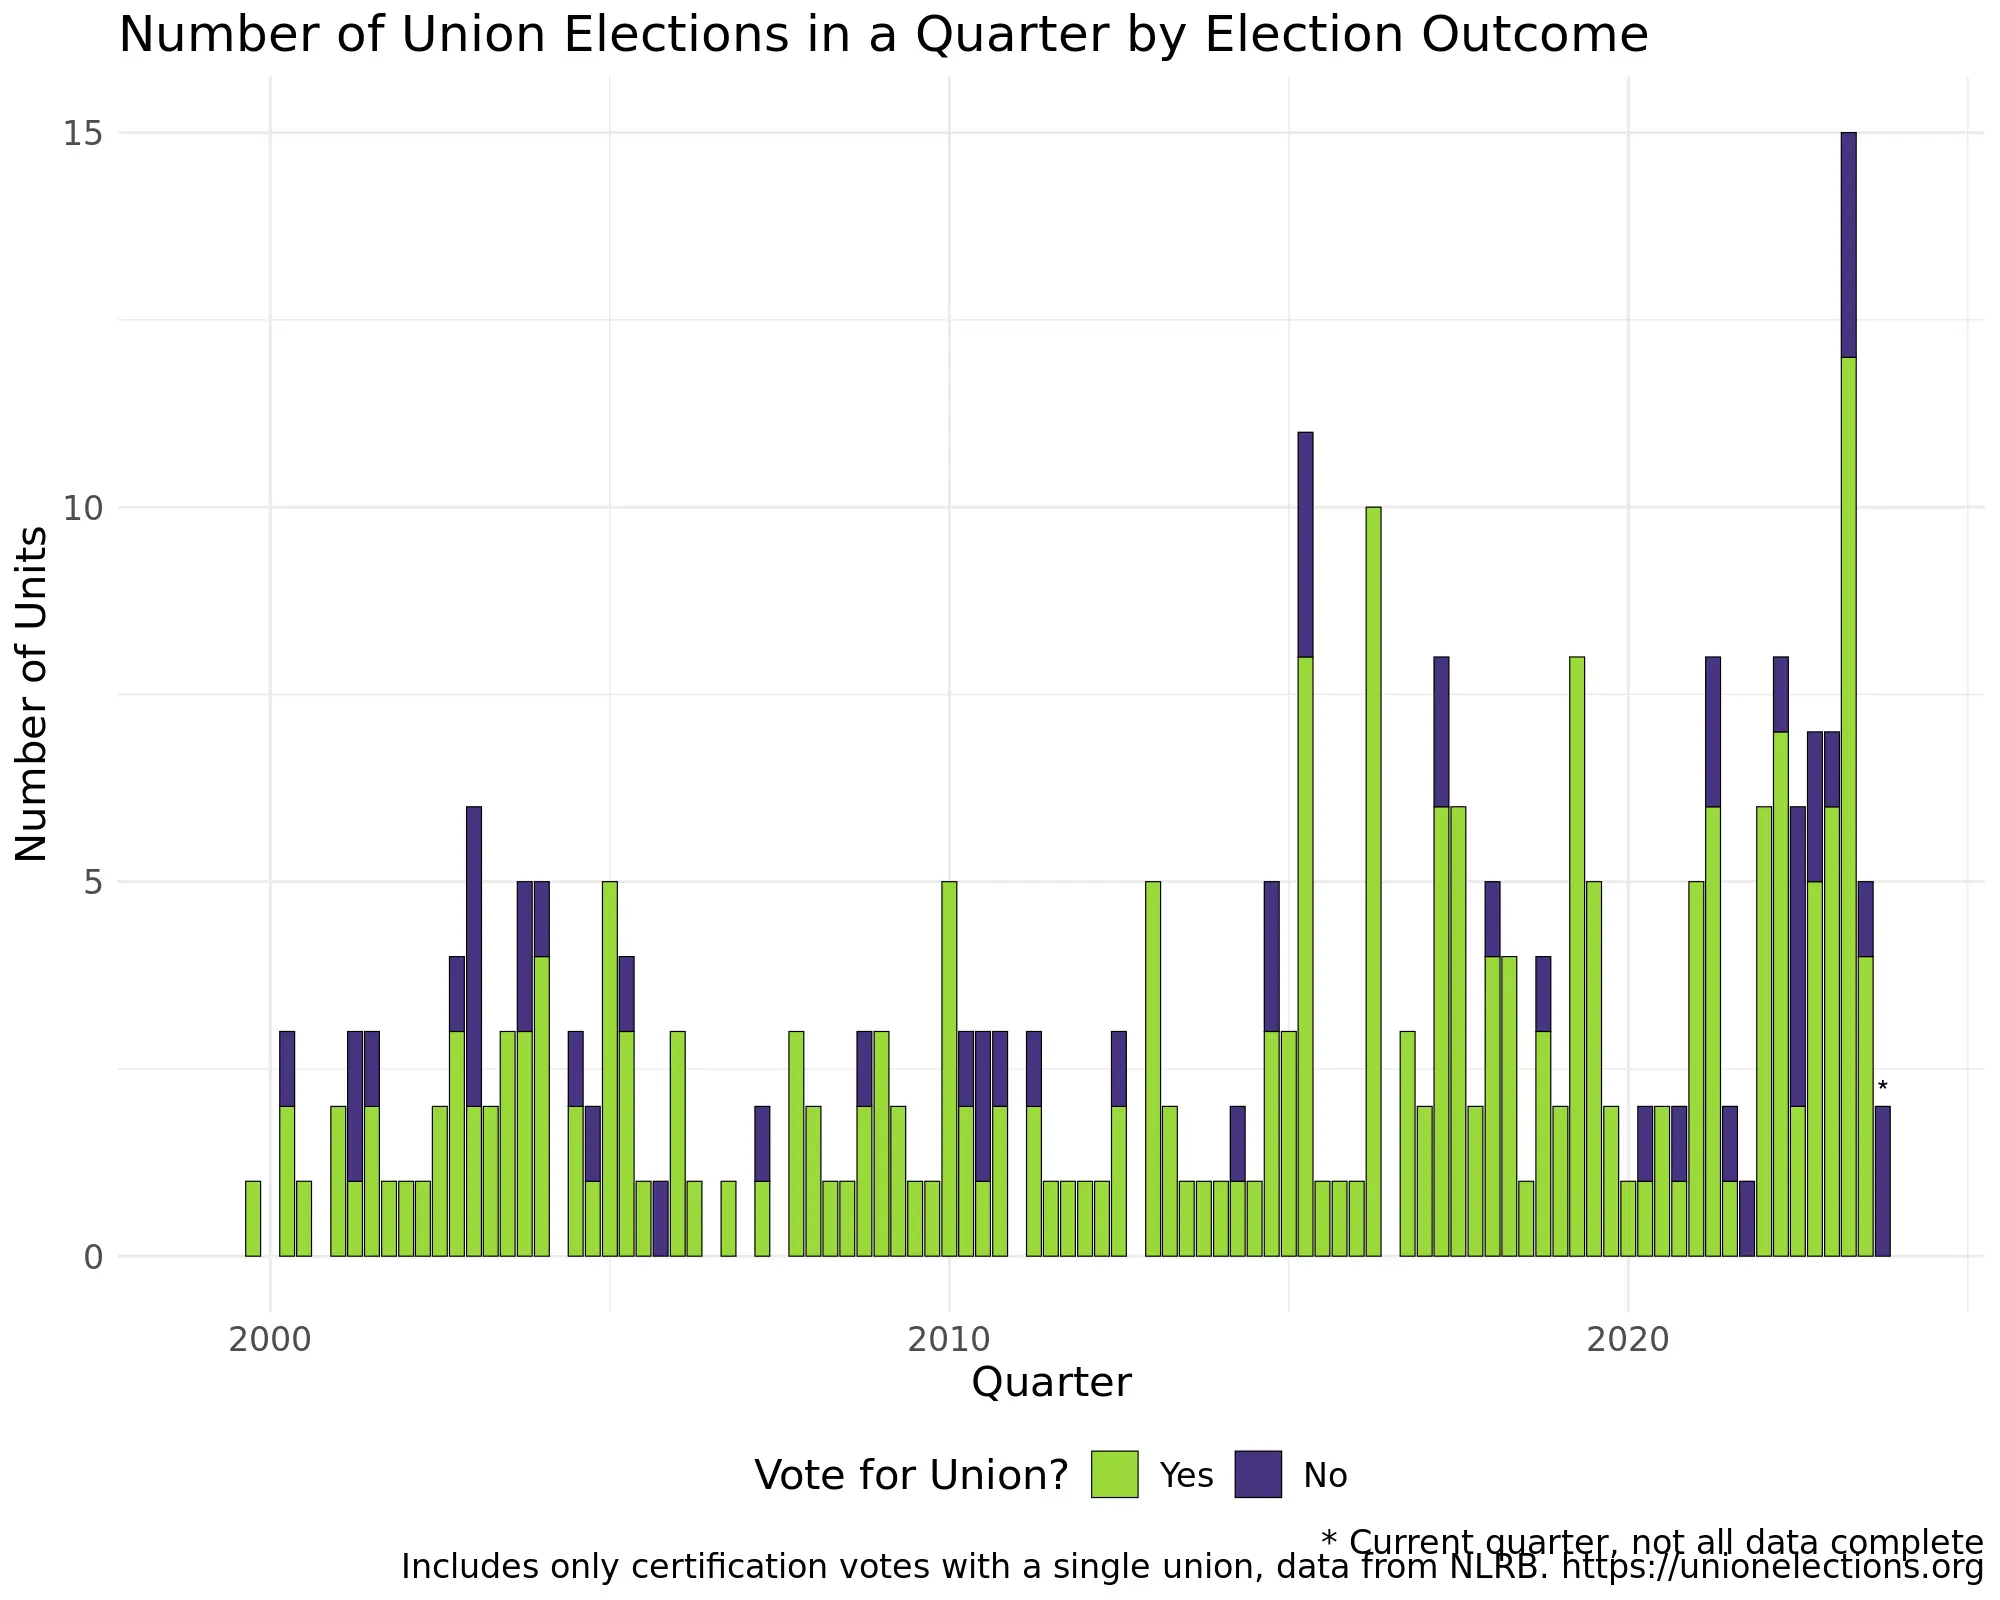 Number of Union Elections in a Quarter by Election Outcome
15
10
5
0
Number of Units
2000
2010
2020
*
Quarter
Vote for Union?
Yes
No
* Current quarter, not all data complete
Includes only certification votes with a single union, data from NLRB. https://unionelections.org